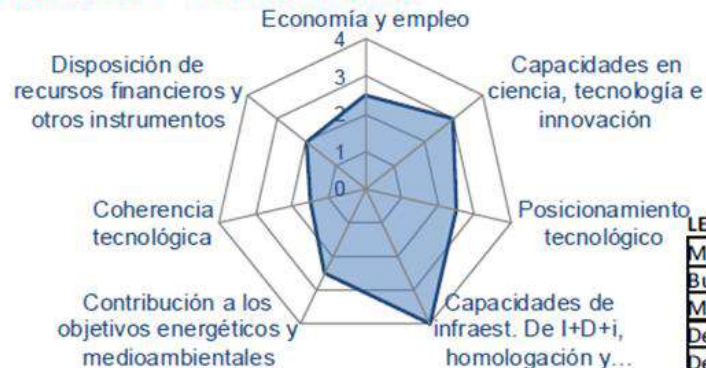 Economía y empleo
4
3
2
1
0
Capacidades en
ciencia, tecnología e
innovación
Posicionamiento
tecnológico
Capacidades de
infraest. De I+D+i,
homologación y...
Contribución a los
objetivos energéticos y
medioambientales
Coherencia
tecnológica
Disposición de
recursos financieros y
otros instrumentos